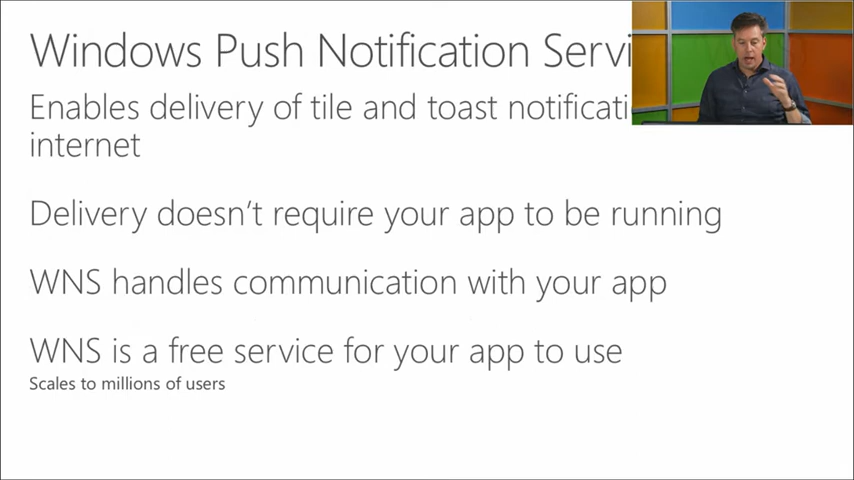 Windows Push Notification Servi
Enables delivery of tile and toast notificati
internet
Delivery doesn't require your app to be running
WNS handles communication with your app
WNS is a free service for your app to use
Scales to millions of users